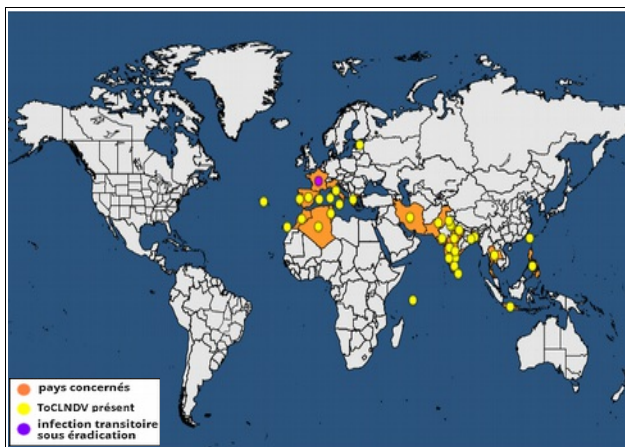 pays concernés
ToCLNDV présent
infection transitoire
sous éradication